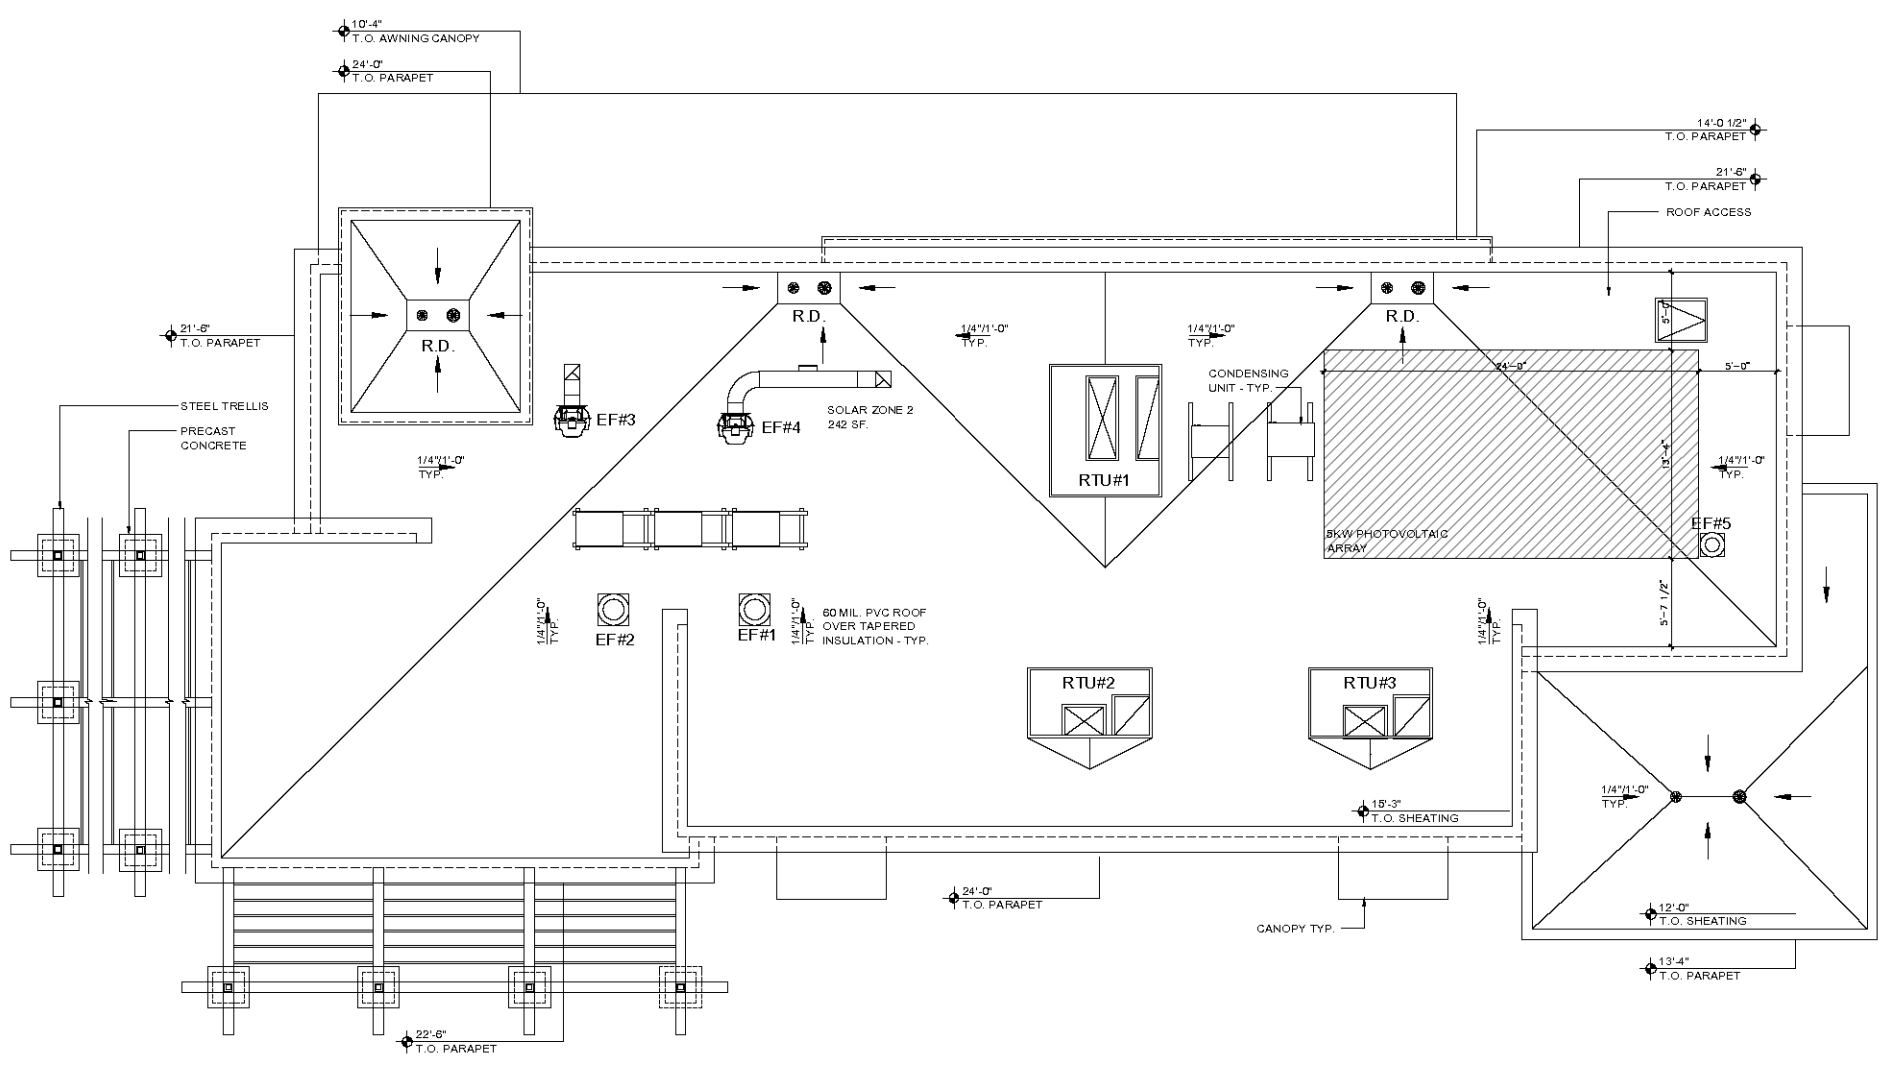 10'-4"
T.O. AWNING CANOPY
24'-0"
T.O. PARAPET
14'-0 1/2"
T.O. PARAPET
21'-6"
T.O. PARAPET
ROOF ACCESS
21'-6"
T.O. PARAPET
R.D.
R.D.
R.D.
1/4"/1'-0"
TYP.
1/4"/1'-0"
TYP.
5'-0"
24'-0"
5'-0"
CONDENSING
UNIT - TYP.
STEEL TRELLIS
PRECAST
CONCRETE
EF#3
EF#4
SOLAR ZONE 2
242 SF.
1/4"/1'-0"
TYP.
RTU#1
13'-4"
1/4"/1'-0"
TYP.
5KW PHOTOVOLTAIC
ARRAY
EF#5
5'-7 1/2"
1/4"/1'-0"
TYP.
EF#2
EF#1
1/4"/1'-0"
TYP.
60 MIL. PVC ROOF
OVER TAPERED
INSULATION - TYP.
1/4"/1'-0"
TYP.
RTU#2
RTU#3
1/4"/1'-0"
TYP.
15'-3"
T.O. SHEATING
24'-0"
T.O. PARAPET
CANOPY TYP.
12'-0"
T.O. SHEATING
13'-4"
T.O. PARAPET
22'-6"
T.O. PARAPET